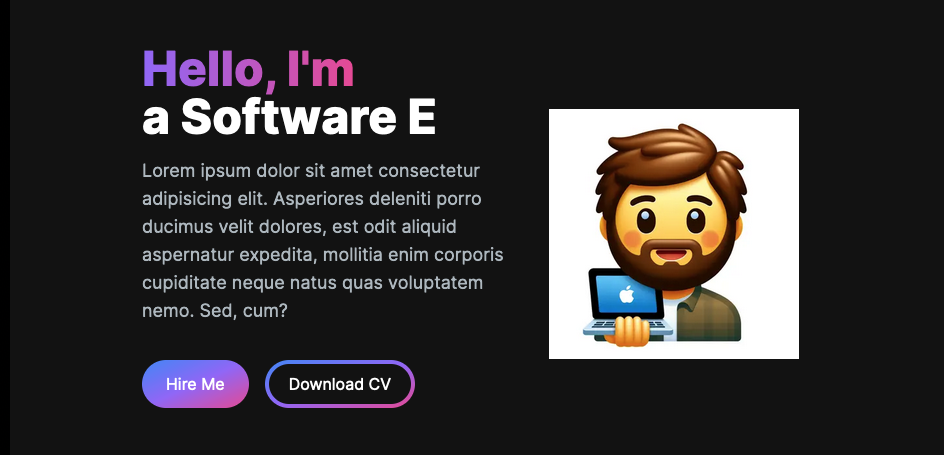 Hello, I'm
a Software E
Lorem ipsum dolor sit amet consectetur
adipisicing elit. Asperiores deleniti porro
ducimus velit dolores, est odit aliquid
aspernatur expedita, mollitia enim corporis
cupiditate neque natus quas voluptatem
nemo. Sed, cum?
Hire Me
Download CV